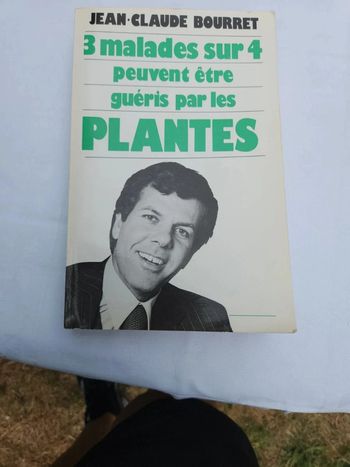 JEAN-CLAUDE BOURRET
3 malades sur 4
peuvent être
guéris par les
PLANTES